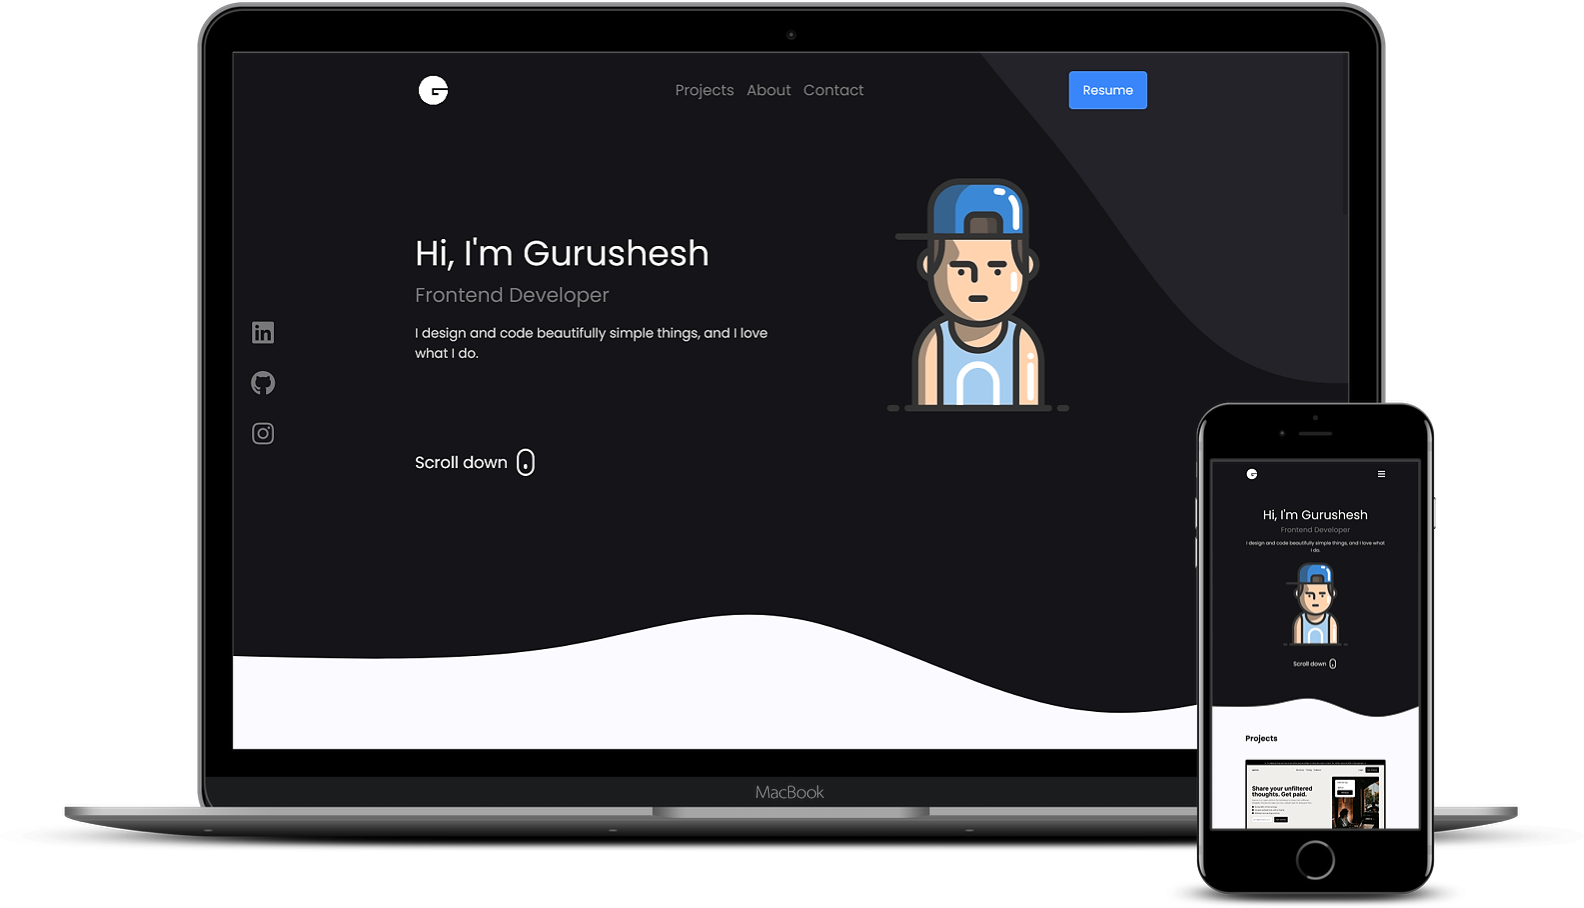 Projects About Contact
Resume
Hi, I'm Gurushesh
Frontend Developer
I design and code beautifully simple things, and I love
what I do.
Scroll down
MacBook
Hi, I'm Gurushesh
Frontend Developer
I design and code beautifully simple things, and I love what
I do.
Scroll down
Projects
Share your unfiltered
thoughts. Get paid.